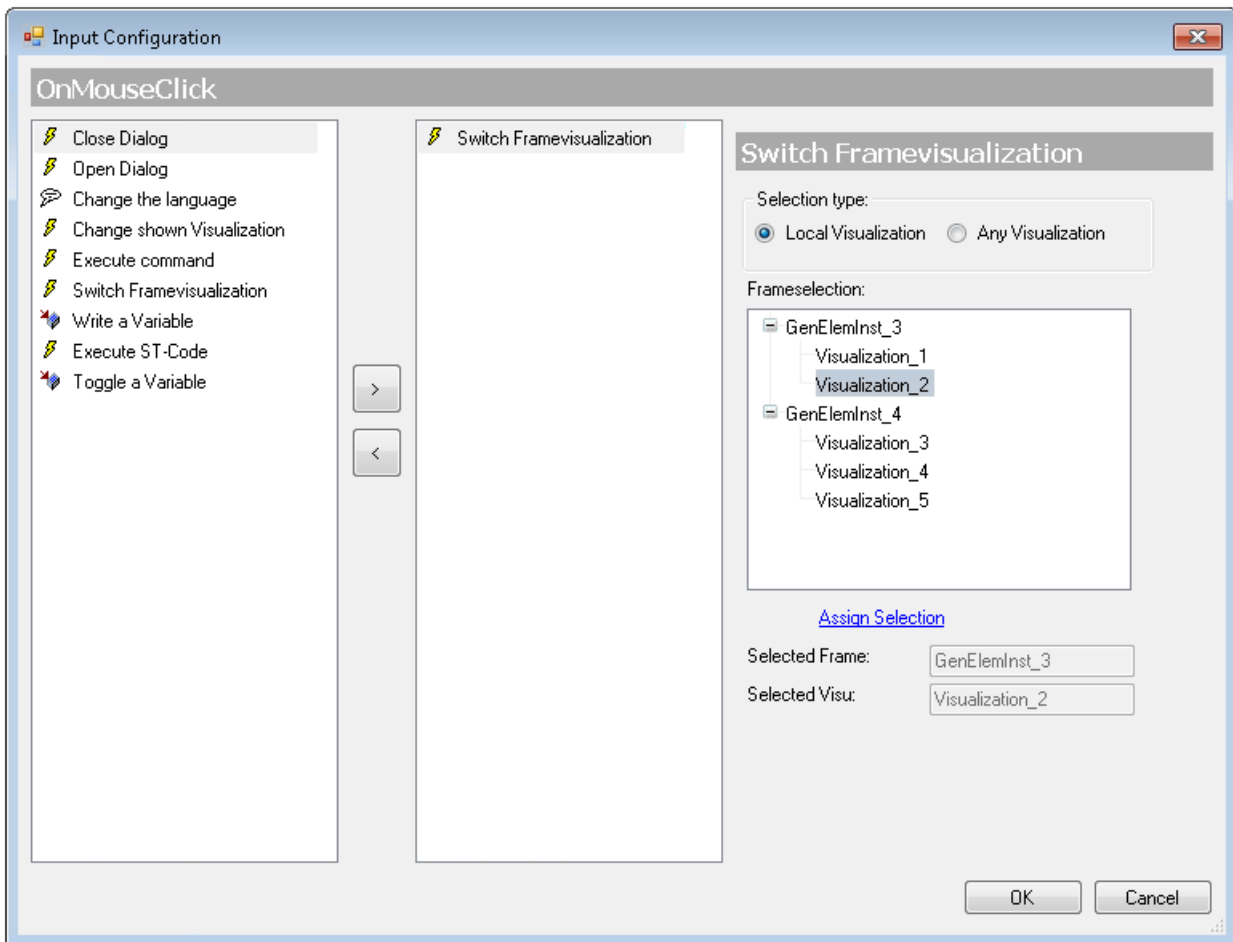 Input Configuration
OnMouseClick
Close Dialog
Open Dialog
Change the language
Change shown Visualization
Execute command
Switch Framevisualization
Write a Variable
Execute ST-Code
Toggle a Variable
>
<
Switch Framevisualization
Switch Framevisualization
Selection type:
Local Visualization Any Visualization
Frameselection:
GenElemInst_3
Visualization_1
Visualization_2
GenElemInst_4
Visualization_3
Visualization_4
Visualization_5
Assign Selection
Selected Frame: GenElemInst_3
Selected Visu: Visualization_2
OK Cancel